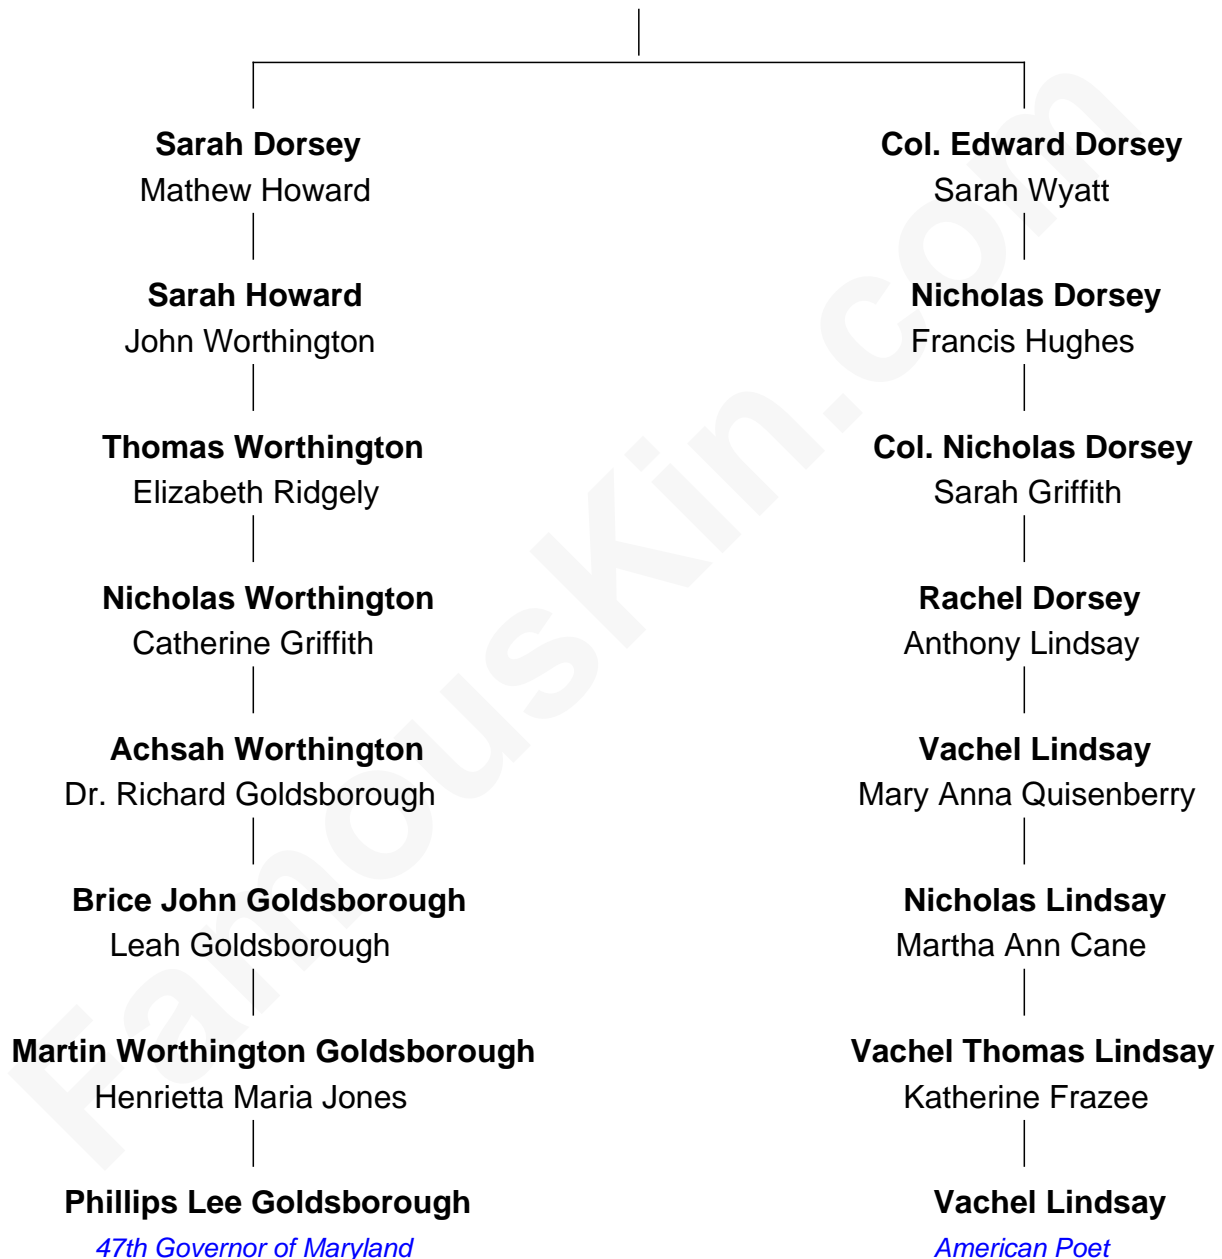 Sarah Dorsey
Mathew Howard
Sarah Howard
John Worthington
Thomas Worthington
Elizabeth Ridgely
Nicholas Worthington
Catherine Griffith
Achsah Worthington
Dr. Richard Goldsborough
Brice John Goldsborough
Leah Goldsborough
Martin Worthington Goldsborough
Henrietta Maria Jones
Phillips Lee Goldsborough
47th Governor of Maryland
Col. Edward Dorsey
Sarah Wyatt
Nicholas Dorsey
Francis Hughes
Col. Nicholas Dorsey
Sarah Griffith
Rachel Dorsey
Anthony Lindsay
Vachel Lindsay
Mary Anna Quisenberry
Nicholas Lindsay
Martha Ann Cane
Vachel Thomas Lindsay
Katherine Frazee
Vachel Lindsay
American Poet
FamousKin.com